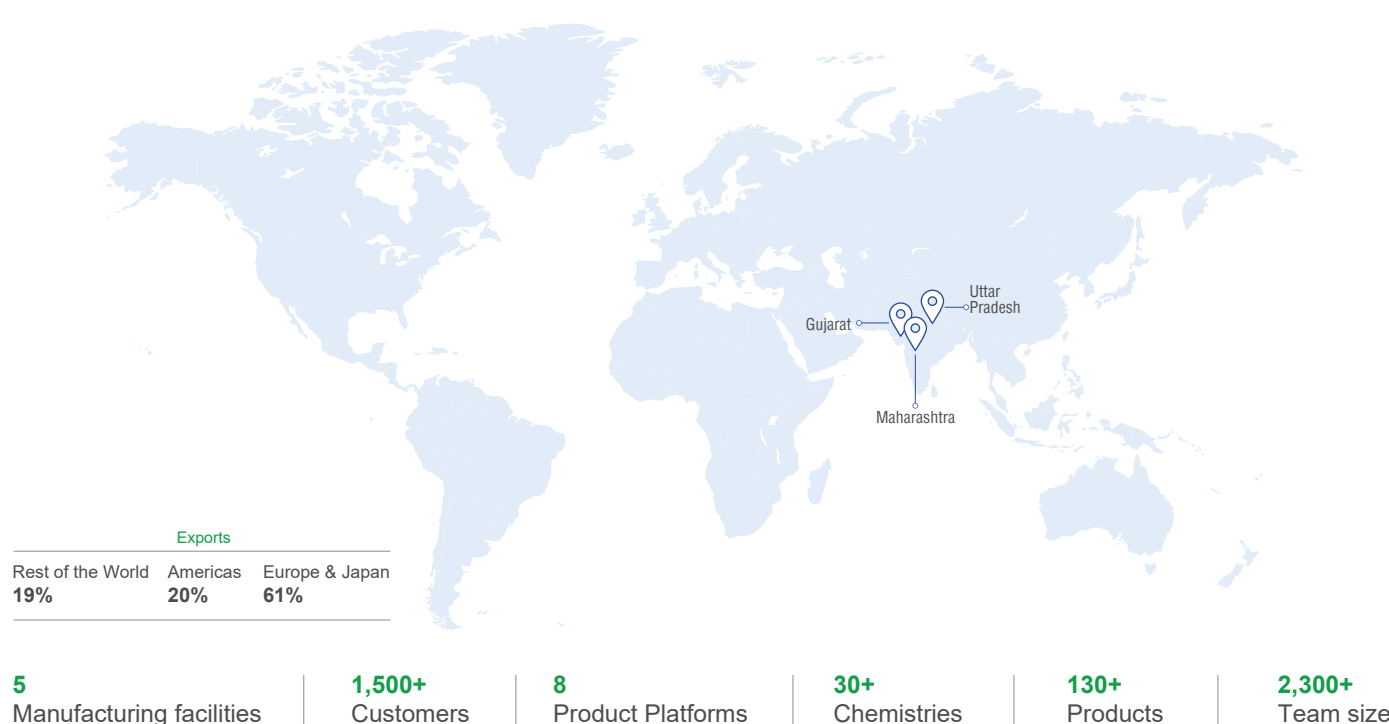 Uttar
Pradesh
Gujarat
Maharashtra
Exports
Rest of the World Americas Europe & Japan
19% 20% 61%
5 1,500+ 8 30+ 130+ 2,300+
Manufacturing facilities Customers Product Platforms Chemistries Products Team size